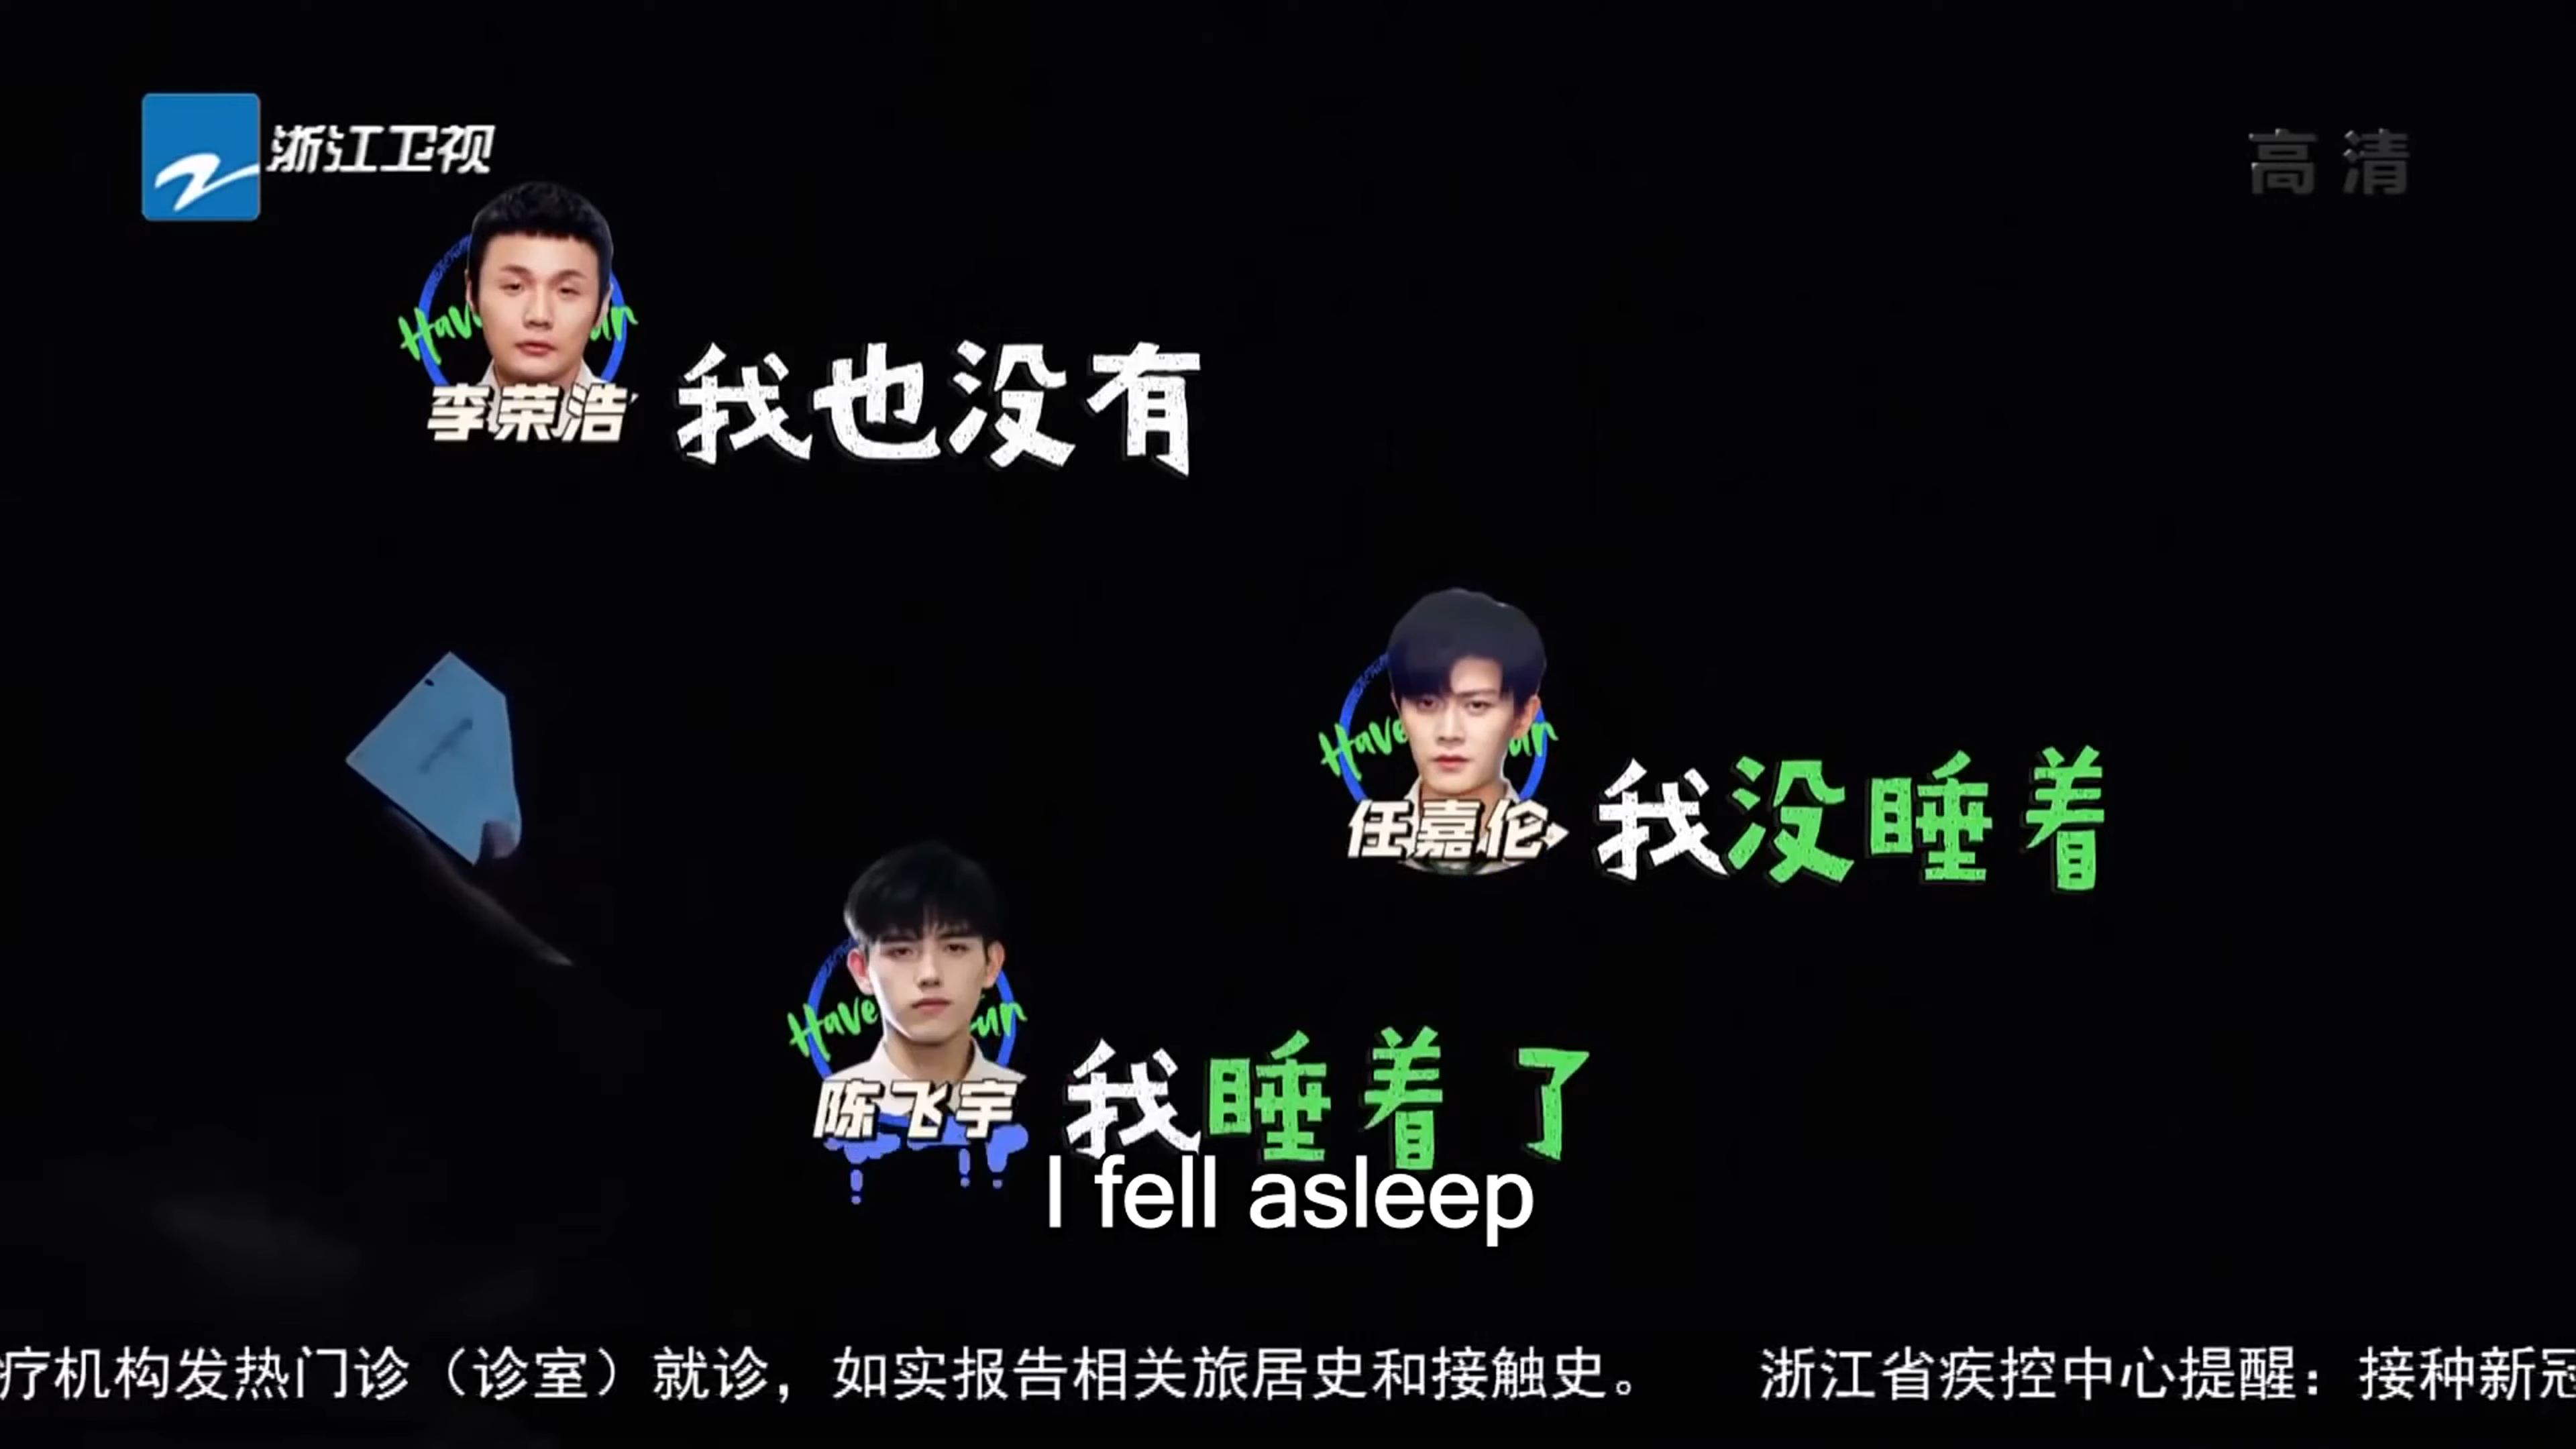 浙江卫视
高清
李荣浩
我也没有
任嘉伦
我没睡着
陈飞宇
我睡着了
I fell asleep
疗机构发热门诊（诊室）就诊，如实报告相关旅居史和接触史。 浙江省疾控中心提醒：接种新冠